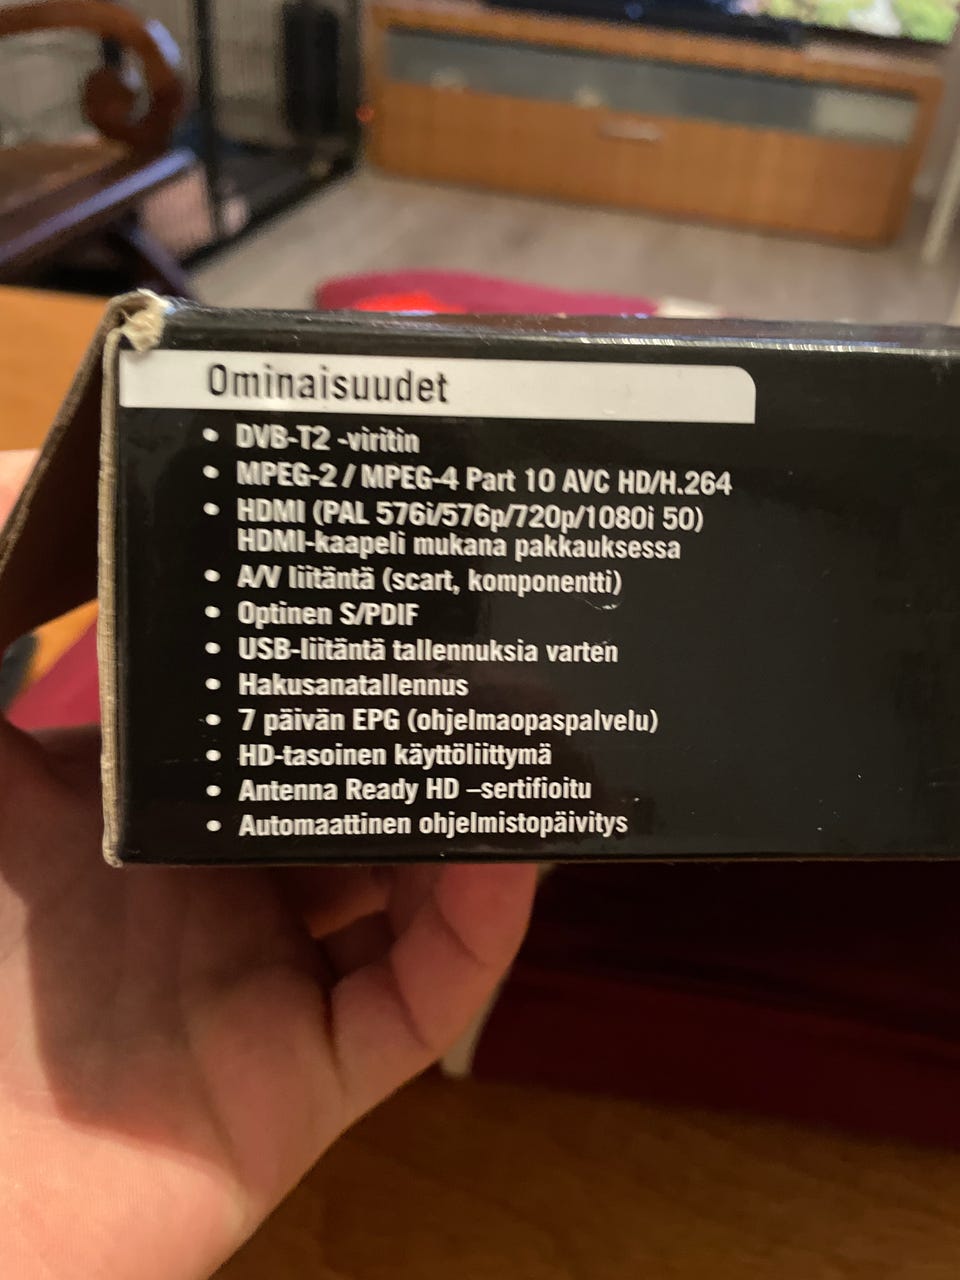 Ominaisuudet
• DVB-T2 -viritin
• MPEG-2 / MPEG-4 Part 10 AVC HD/H.264
• HDMI (PAL 576i/576p/720p/1080i 50)
HDMI-kaapeli mukana pakkauksessa
• A/V liitäntä (scart, komponentti)
• Optinen S/PDIF
• USB-liitäntä tallennuksia varten
• Hakusanatallennus
• 7 päivän EPG (ohjelmaopaspalvelu)
• HD-tasoinen käyttöliittymä
• Antenna Ready HD –sertifioitu
• Automaattinen ohjelmistopäivitys